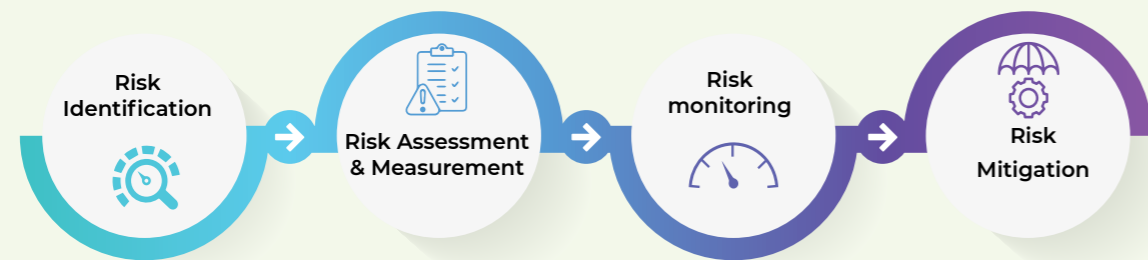 Risk
Identification
Risk Assessment
& Measurement
Risk
monitoring
Risk
Mitigation